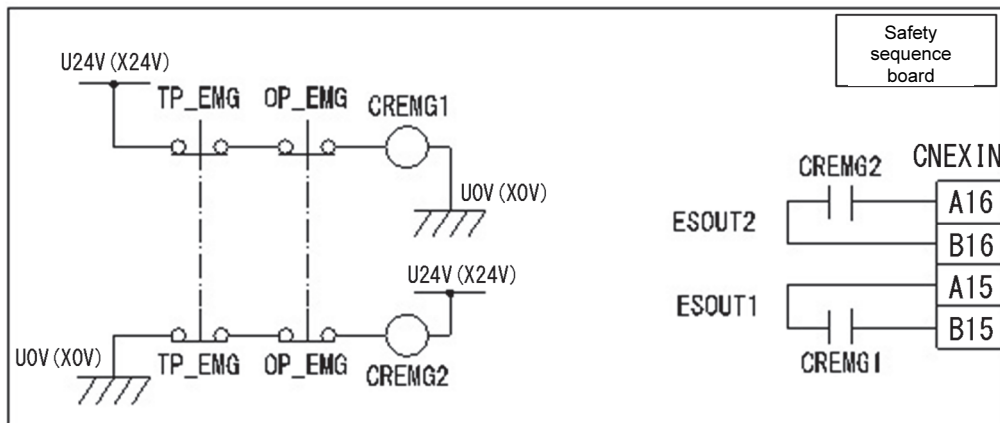 Safety
sequence
board
U24V(X24V)
TP_EMG OP_EMG CREMG1
U0V(X0V)
U24V(X24V)
U0V(X0V)
TP_EMG OP_EMG CREMG2
CNEXIN
CREMG2
A16
ESOUT2
B16
A15
ESOUT1
B15
CREMG1